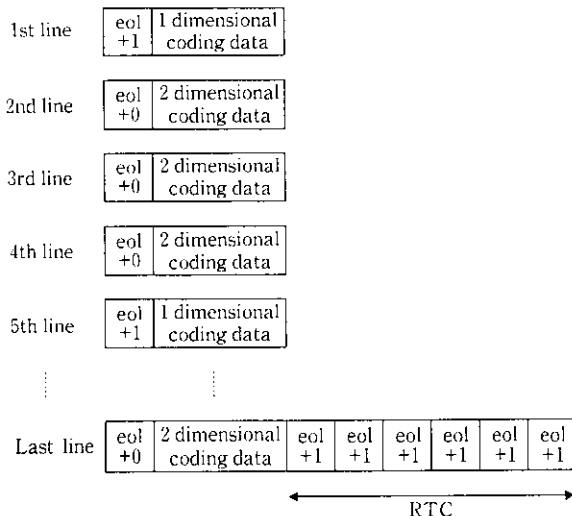 1st line eol 1 dimensional
+1 coding data
2nd line eol 2 dimensional
+0 coding data
3rd line eol 2 dimensional
+0 coding data
4th line eol 2 dimensional
+0 coding data
5th line eol 1 dimensional
+1 coding data
Last line eol 2 dimensional eol eol eol eol eol eol
+0 coding data +1 +1 +1 +1 +1 +1
RTC